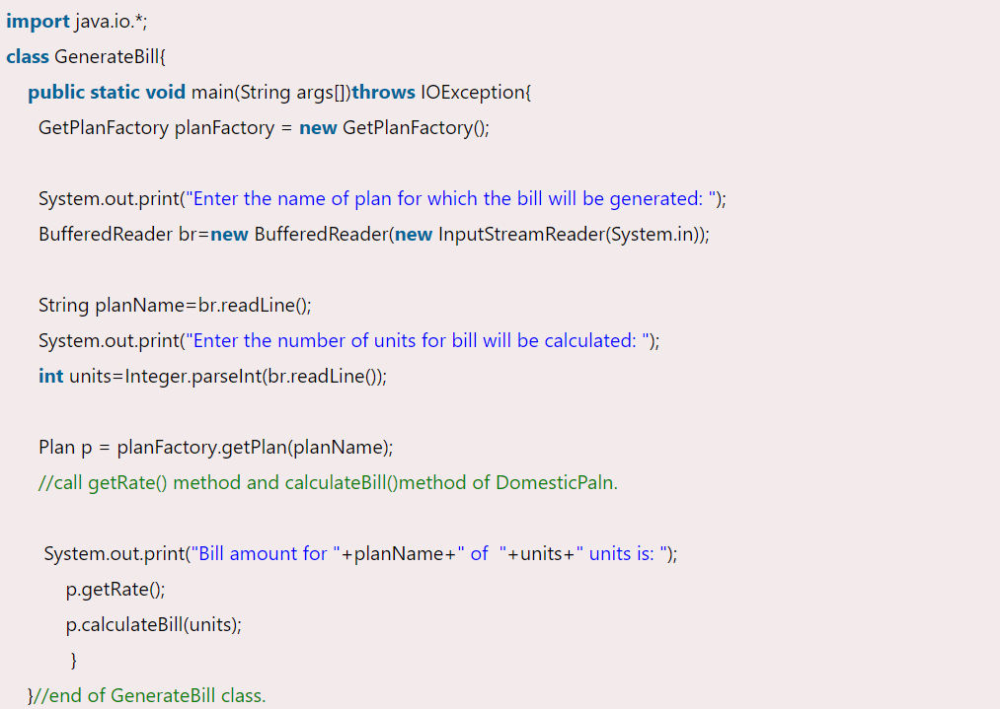 import java.io.*;
class GenerateBill{
public static void main(String args[])throws IOException{
GetPlanFactory planFactory = new GetPlanFactory();
System.out.print("Enter the name of plan for which the bill will be generated: ");
BufferedReader br=new BufferedReader(new InputStreamReader(System.in));
String planName=br.readLine();
System.out.print("Enter the number of units for bill will be calculated: ");
int units=Integer.parseInt(br.readLine());
Plan p = planFactory.getPlan(planName);
//call getRate() method and calculateBill()method of DomesticPaln.
System.out.print("Bill amount for "+planName+" of  "+units+" units is: ");
p.getRate();
p.calculateBill(units);
}
}//end of GenerateBill class.